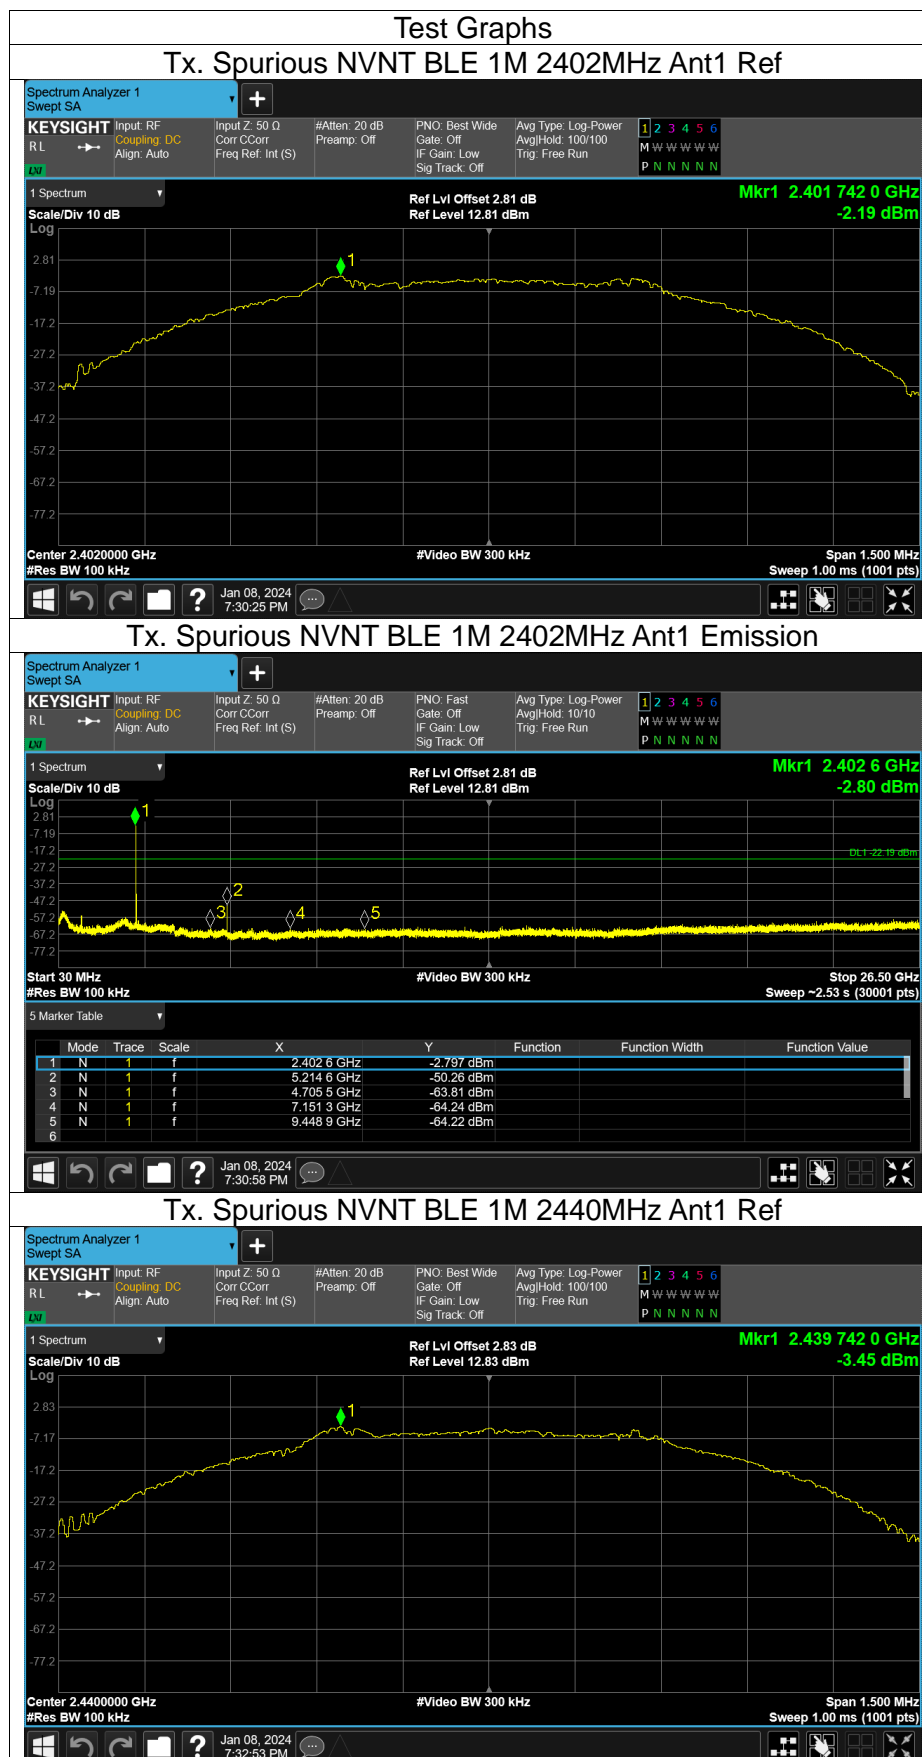 Test Graphs
Tx. Spurious NVNT BLE 1M 2402MHz Ant1 Ref
Spectrum Analyzer 1
Swept SA
KEYSIGHT Input: RF Input Z: 50 Ω #Atten: 20 dB PNO: Best Wide Avg Type: Log-Power 1 2 3 4 5 6
RL Coupling: DC Corr CCorr Preamp: Off Gate: Off Avg|Hold: 100/100 M W W W W W
Align: Auto Freq Ref: Int (S) IF Gain: Low Trig: Free Run
LXI Sig Track: Off P N N N N N
1 Spectrum Ref Lvl Offset 2.81 dB Mkr1 2.401 742 0 GHz
Scale/Div 10 dB Ref Level 12.81 dBm -2.19 dBm
Log
1
2.81
-7.19
-17.2
-27.2
-37.2
-47.2
-57.2
-67.2
-77.2
Center 2.4020000 GHz #Video BW 300 kHz Span 1.500 MHz
#Res BW 100 kHz Sweep 1.00 ms (1001 pts)
Jan 08, 2024
7:30:25 PM
Tx. Spurious NVNT BLE 1M 2402MHz Ant1 Emission
Spectrum Analyzer 1
Swept SA
KEYSIGHT Input: RF Input Z: 50 Ω #Atten: 20 dB PNO: Fast Avg Type: Log-Power 1 2 3 4 5 6
RL Coupling: DC Corr CCorr Preamp: Off Gate: Off Avg|Hold: 10/10 M W W W W W
Align: Auto Freq Ref: Int (S) IF Gain: Low Trig: Free Run
LXI Sig Track: Off P N N N N N
1 Spectrum Ref Lvl Offset 2.81 dB Mkr1 2.402 6 GHz
Scale/Div 10 dB Ref Level 12.81 dBm -2.80 dBm
Log
1
2.81
-7.19
-17.2 DL1 -22.19 dBm
-27.2
-37.2
2
-47.2
3 4 5
-57.2
-67.2
-77.2
Start 30 MHz #Video BW 300 kHz Stop 26.50 GHz
#Res BW 100 kHz Sweep ~2.53 s (30001 pts)
5 Marker Table
Mode Trace Scale X Y Function Function Width Function Value
1 N 1 f 2.402 6 GHz -2.797 dBm
2 N 1 f 5.214 6 GHz -50.26 dBm
3 N 1 f 4.705 5 GHz -63.81 dBm
4 N 1 f 7.151 3 GHz -64.24 dBm
5 N 1 f 9.448 9 GHz -64.22 dBm
6
Jan 08, 2024
7:30:58 PM
Tx. Spurious NVNT BLE 1M 2440MHz Ant1 Ref
Spectrum Analyzer 1
Swept SA
KEYSIGHT Input: RF Input Z: 50 Ω #Atten: 20 dB PNO: Best Wide Avg Type: Log-Power 1 2 3 4 5 6
RL Coupling: DC Corr CCorr Preamp: Off Gate: Off Avg|Hold: 100/100 M W W W W W
Align: Auto Freq Ref: Int (S) IF Gain: Low Trig: Free Run
LXI Sig Track: Off P N N N N N
1 Spectrum Ref Lvl Offset 2.83 dB Mkr1 2.439 742 0 GHz
Scale/Div 10 dB Ref Level 12.83 dBm -3.45 dBm
Log
1
2.83
-7.17
-17.2
-27.2
-37.2
-47.2
-57.2
-67.2
-77.2
Center 2.4400000 GHz #Video BW 300 kHz Span 1.500 MHz
#Res BW 100 kHz Sweep 1.00 ms (1001 pts)
Jan 08, 2024
7:32:53 PM